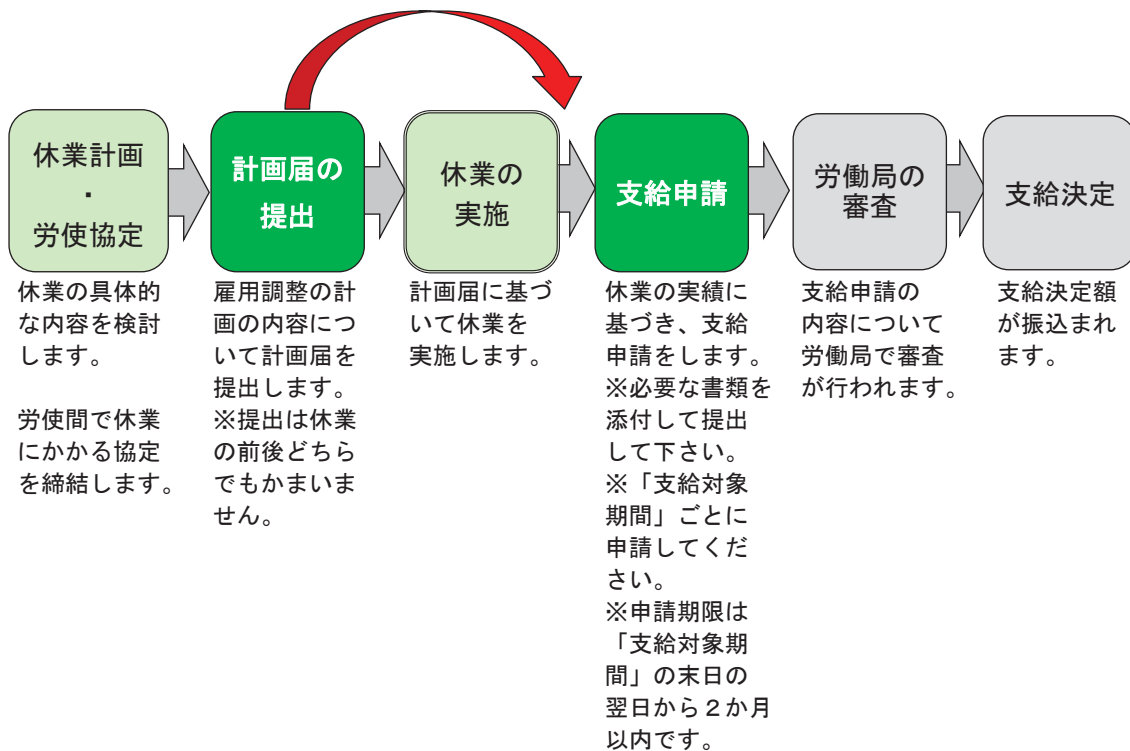 休業計画
・
労使協定
計画届の
提出
休業の
実施
支給申請
労働局の
審査
支給決定
休業の具体的
な内容を検討
します。
労使間で休業
にかかる協定
を締結します。
雇用調整の計
画の内容につ
いて計画届を
提出します。
※提出は休業
の前後どちら
でもかまいま
せん。
計画届に基づ
いて休業を
実施します。
休業の実績に
基づき、支給
申請をします。
※必要な書類を
添付して提出
して下さい。
※「支給対象
期間」ごとに
申請してくだ
さい。
※申請期限は
「支給対象期
間」の末日の
翌日から２か月
以内です。
支給申請の
内容について
労働局で審査
が行われます。
支給決定額
が振込まれ
ます。